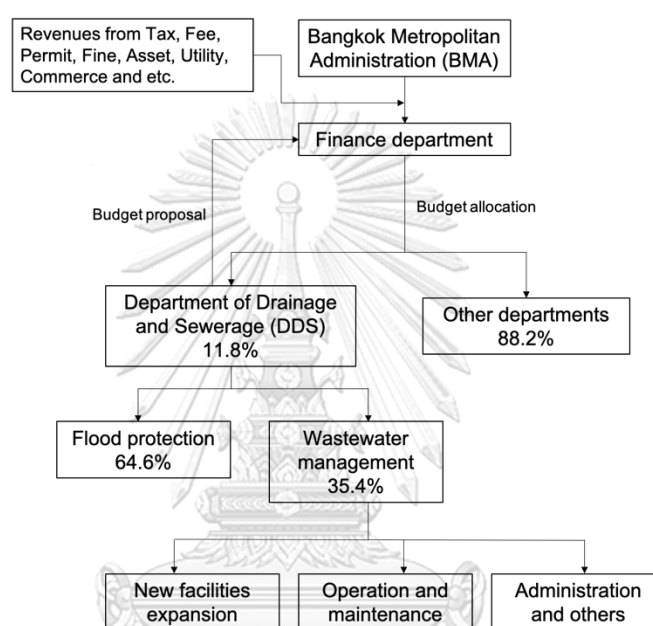 Revenues from Tax, Fee,
Permit, Fine, Asset, Utility,
Commerce and etc.
Bangkok Metropolitan
Administration (BMA)
Finance department
Budget proposal
Budget allocation
Department of Drainage
and Sewerage (DDS)
11.8%
Other departments
88.2%
Flood protection
64.6%
Wastewater
management
35.4%
New facilities
expansion
Operation and
maintenance
Administration
and others